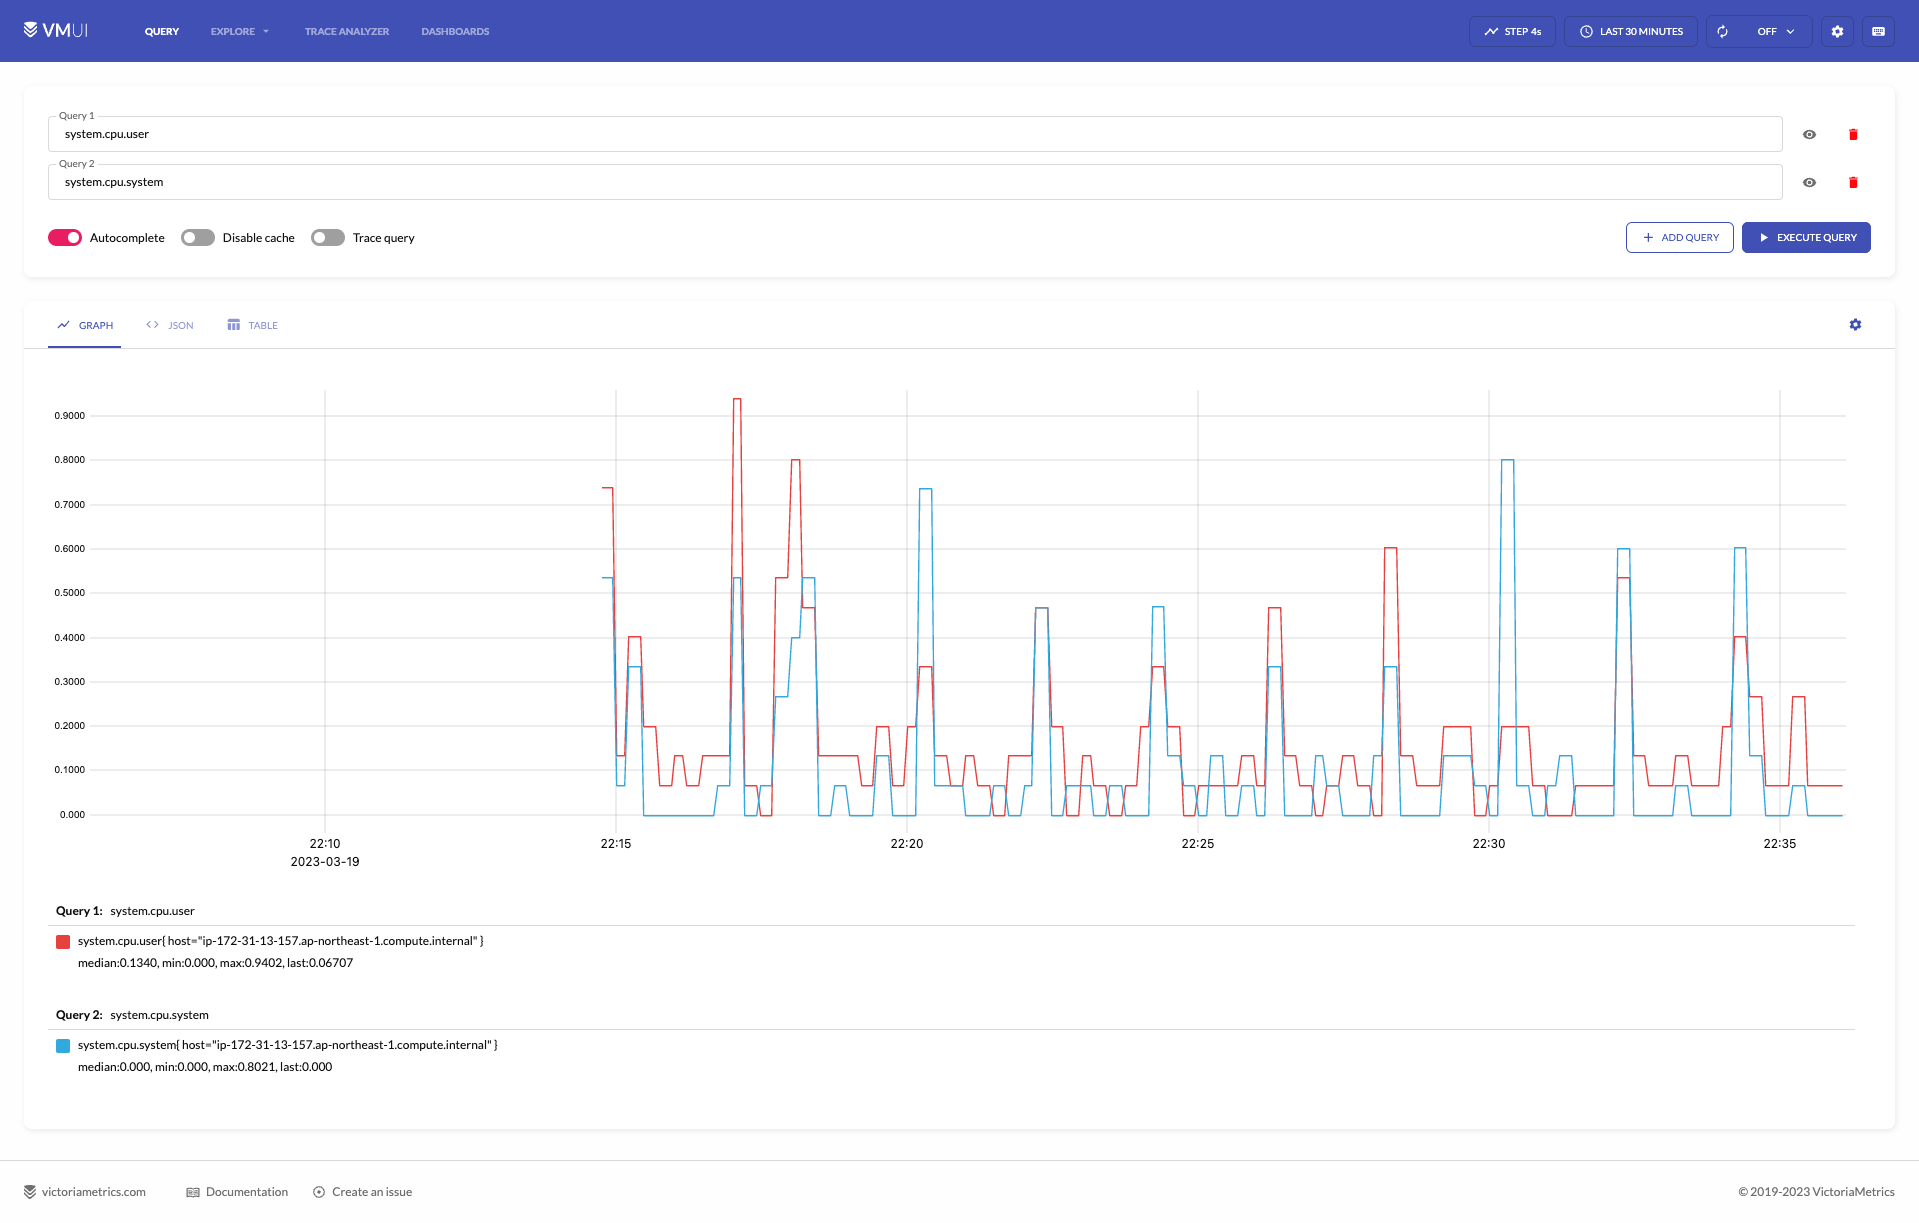 VMUI QUERY EXPLORE TRACE ANALYZER DASHBOARDS STEP 4s LAST 30 MINUTES OFF
Query 1
system.cpu.user
Query 2
system.cpu.system
Autocomplete Disable cache Trace query ADD QUERY EXECUTE QUERY
GRAPH JSON TABLE
0.9000
0.8000
0.7000
0.6000
0.5000
0.4000
0.3000
0.2000
0.1000
0.000
22:10 22:15 22:20 22:25 22:30 22:35
2023-03-19
Query 1: system.cpu.user
system.cpu.user{ host="ip-172-31-13-157.ap-northeast-1.compute.internal" }
median:0.1340, min:0.000, max:0.9402, last:0.06707
Query 2: system.cpu.system
system.cpu.system{ host="ip-172-31-13-157.ap-northeast-1.compute.internal" }
median:0.000, min:0.000, max:0.8021, last:0.000
victoriametrics.com Documentation Create an issue © 2019-2023 VictoriaMetrics